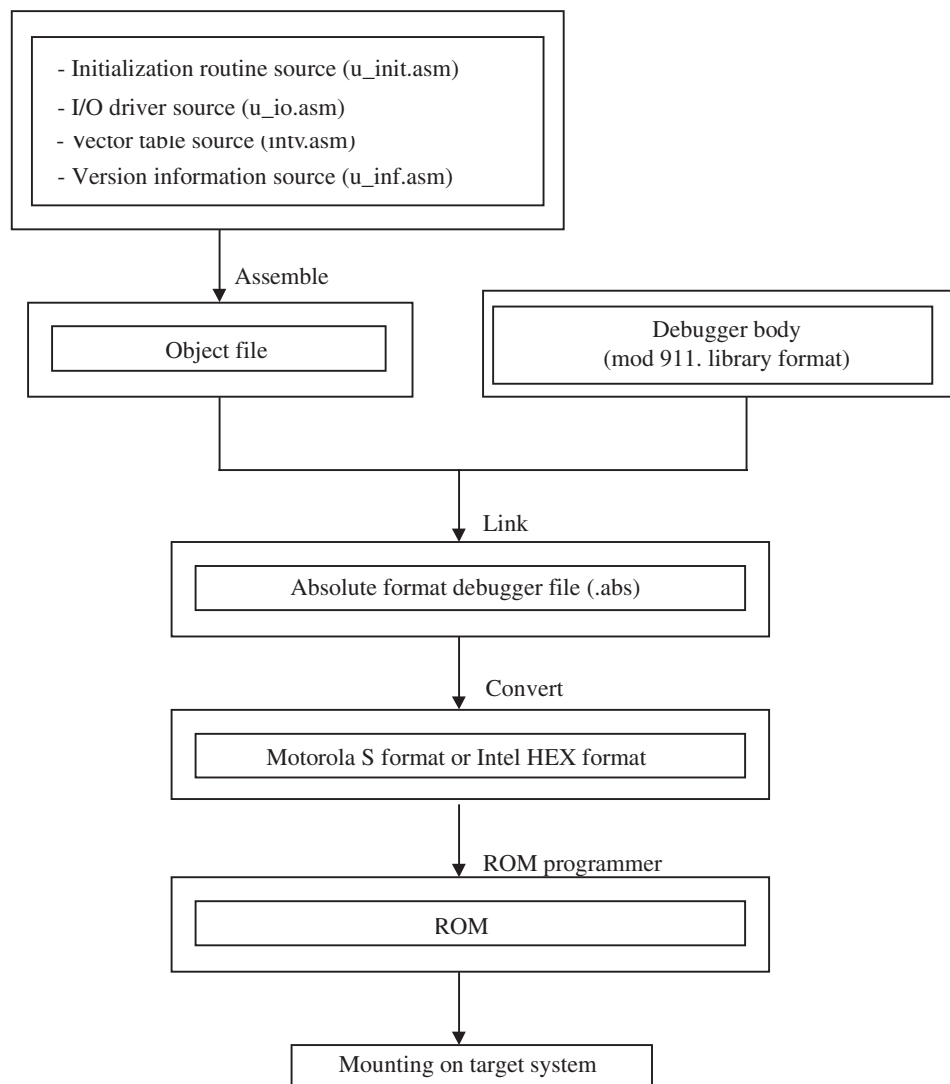 - Initialization routine source (u_init.asm)
- I/O driver source (u_io.asm)
- Vector table source (intv.asm)
- Version information source (u_inf.asm)
Assemble
Object file
Debugger body
(mod 911. library format)
Link
Absolute format debugger file (.abs)
Convert
Motorola S format or Intel HEX format
ROM programmer
ROM
Mounting on target system